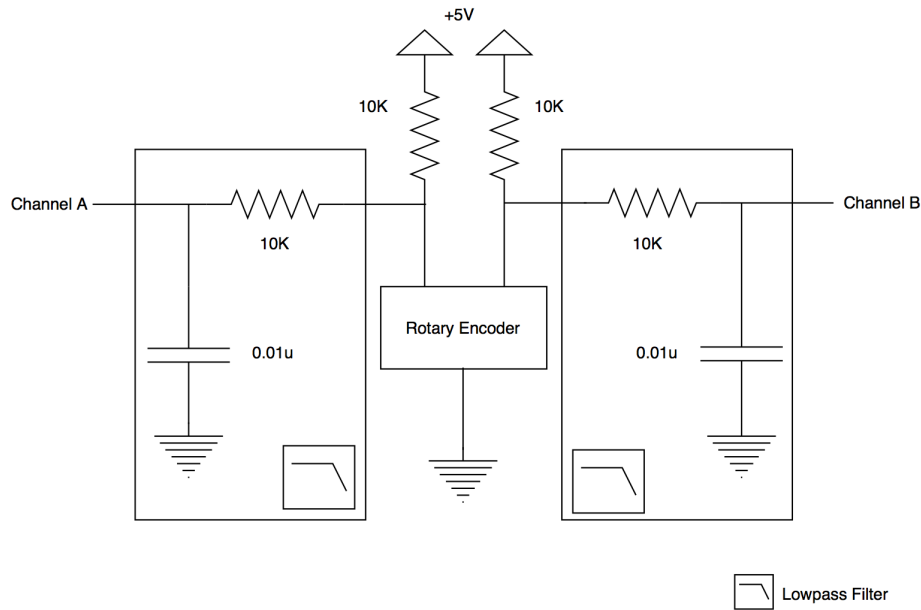 +5V
10K
10K
Channel A
Channel B
10K
10K
Rotary Encoder
0.01u
0.01u
Lowpass Filter